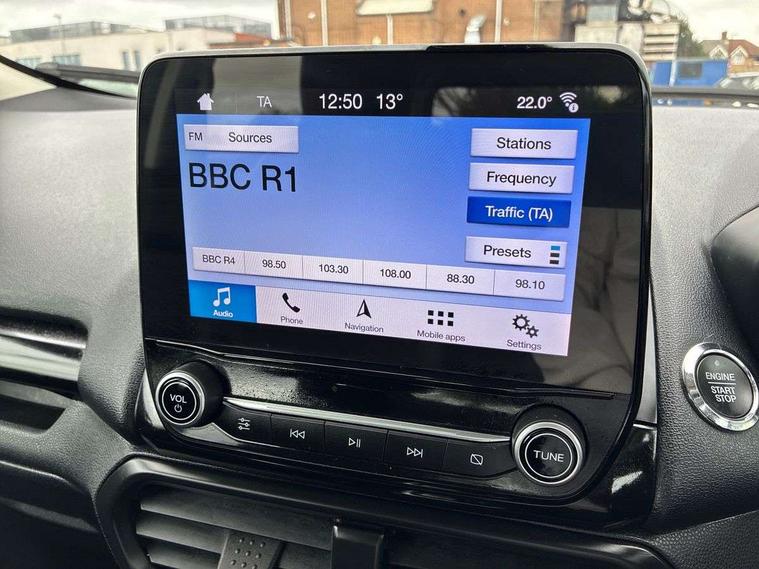 TA 12:50 13° 22.0°
FM Sources
Stations
BBC R1
Frequency
Traffic (TA)
Presets
BBC R4 98.50 103.30 108.00 88.30 98.10
Audio Phone Navigation Mobile apps Settings
VOL
TUNE
ENGINE
START
STOP